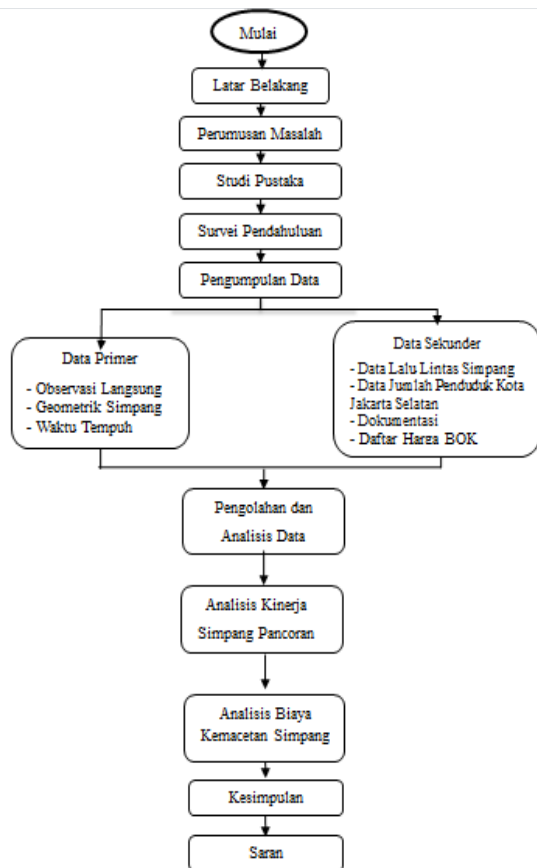 Mulai
Latar Belakang
Perumusan Masalah
Studi Pustaka
Survei Pendahuluan
Pengumpulan Data
Data Primer
- Observasi Langsung
- Geometrik Simpang
- Waktu Tempuh
Data Sekunder
- Data Lalu Lintas Simpang
- Data Jumlah Penduduk Kota
Jakarta Selatan
- Dokumentasi
- Daftar Harga BOK
Pengolahan dan
Analisis Data
Analisis Kinerja
Simpang Pancoran
Analisis Biaya
Kemacetan Simpang
Kesimpulan
Saran